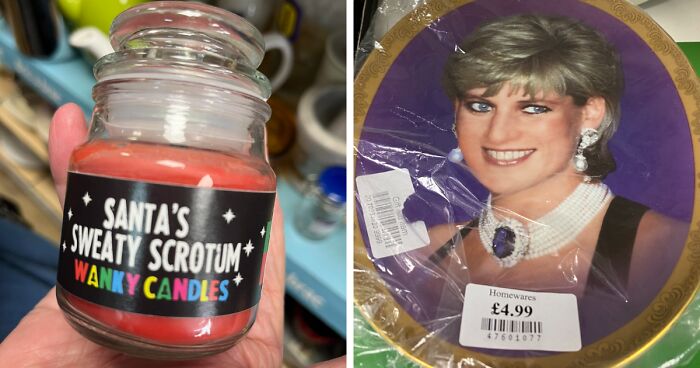 SANTA'S
SWEATY SCROTUM
WANKY CANDLES
Homewares
£4.99
47601077